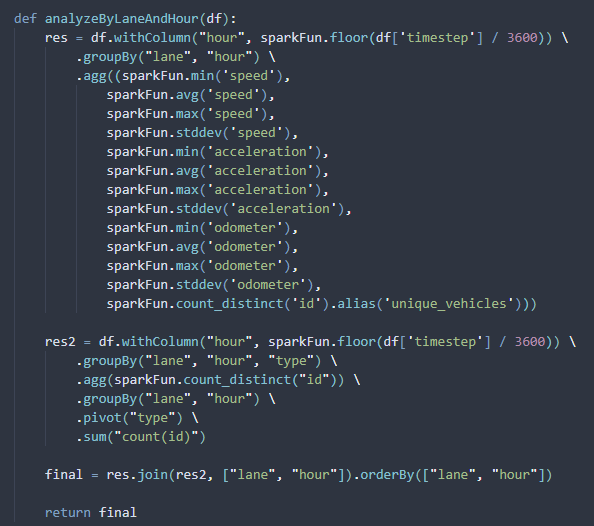 def analyzeByLaneAndHour(df):
    res = df.withColumn("hour", sparkFun.floor(df['timestep'] / 3600)) \
        .groupBy("lane", "hour") \
        .agg((sparkFun.min('speed'),
            sparkFun.avg('speed'),
            sparkFun.max('speed'),
            sparkFun.stddev('speed'),
            sparkFun.min('acceleration'),
            sparkFun.avg('acceleration'),
            sparkFun.max('acceleration'),
            sparkFun.stddev('acceleration'),
            sparkFun.min('odometer'),
            sparkFun.avg('odometer'),
            sparkFun.max('odometer'),
            sparkFun.stddev('odometer'),
            sparkFun.count_distinct('id').alias('unique_vehicles')))

    res2 = df.withColumn("hour", sparkFun.floor(df['timestep'] / 3600)) \
        .groupBy("lane", "hour", "type") \
        .agg(sparkFun.count_distinct("id")) \
        .groupBy("lane", "hour") \
        .pivot("type") \
        .sum("count(id)")

    final = res.join(res2, ["lane", "hour"]).orderBy(["lane", "hour"])

    return final